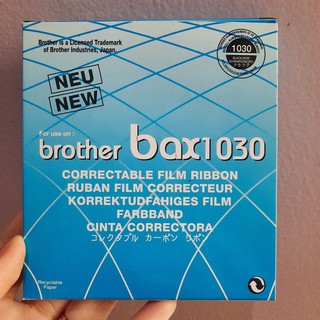 Brother is a Licensed Trademark
of Brother Industries, Japan.
1030
NEU
NEW
For use on :
brother bax1030
CORRECTABLE FILM RIBBON
RUBAN FILM CORRECTEUR
KORREKTUDFÄHIGES FILM
FARBBAND
CINTA CORRECTORA
コレクタブル カーボン リボン
Recyclable
Paper